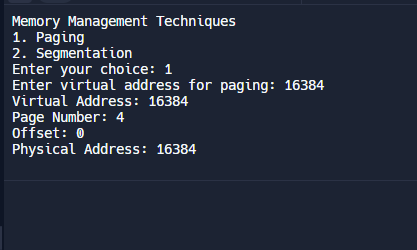 Memory Management Techniques
1. Paging
2. Segmentation
Enter your choice: 1
Enter virtual address for paging: 16384
Virtual Address: 16384
Page Number: 4
Offset: 0
Physical Address: 16384